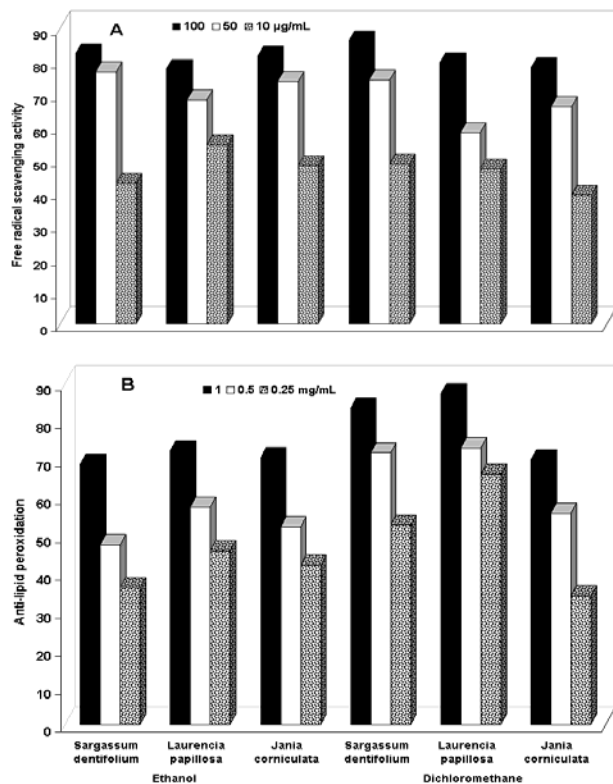 A
100 50 10 µg/mL
Free radical scavenging activity
90
80
70
60
50
40
30
20
10
0
B
1 0.5 0.25 mg/mL
Anti-lipid peroxidation
90
80
70
60
50
40
30
20
10
0
Sargassum Laurencia Jania Sargassum Laurencia Jania
dentifolium papillosa corniculata dentifolium papillosa corniculata
Ethanol Dichloromethane